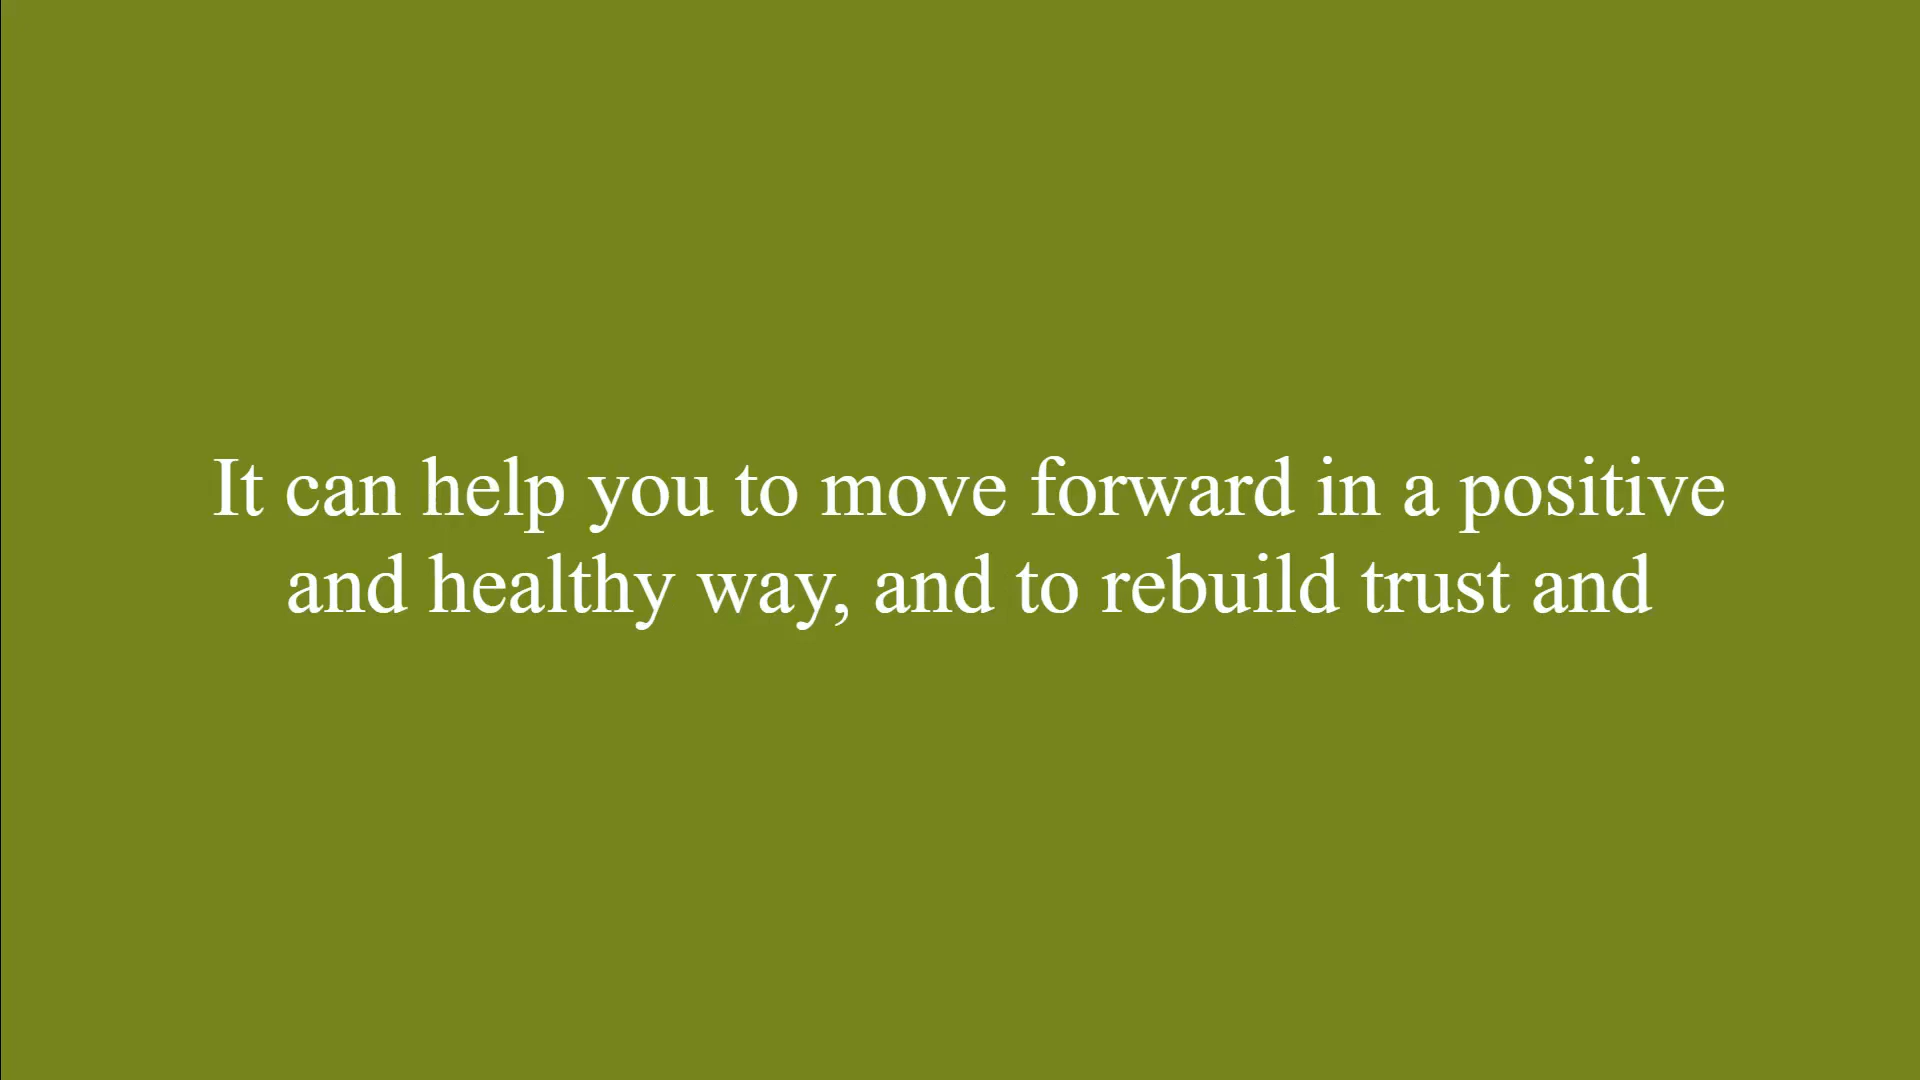 It can help you to move forward in a positive
and healthy way, and to rebuild trust and